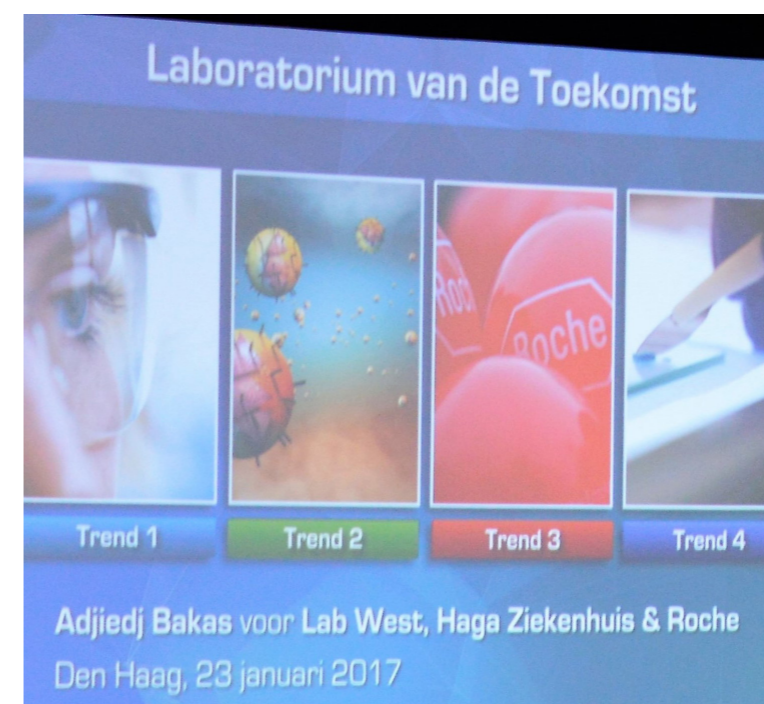 Laboratorium van de Toekomst
Roche
Roche
Trend 1
Trend 2
Trend 3
Trend 4
Adjiedj Bakas voor Lab West, Haga Ziekenhuis & Roche
Den Haag, 23 januari 2017